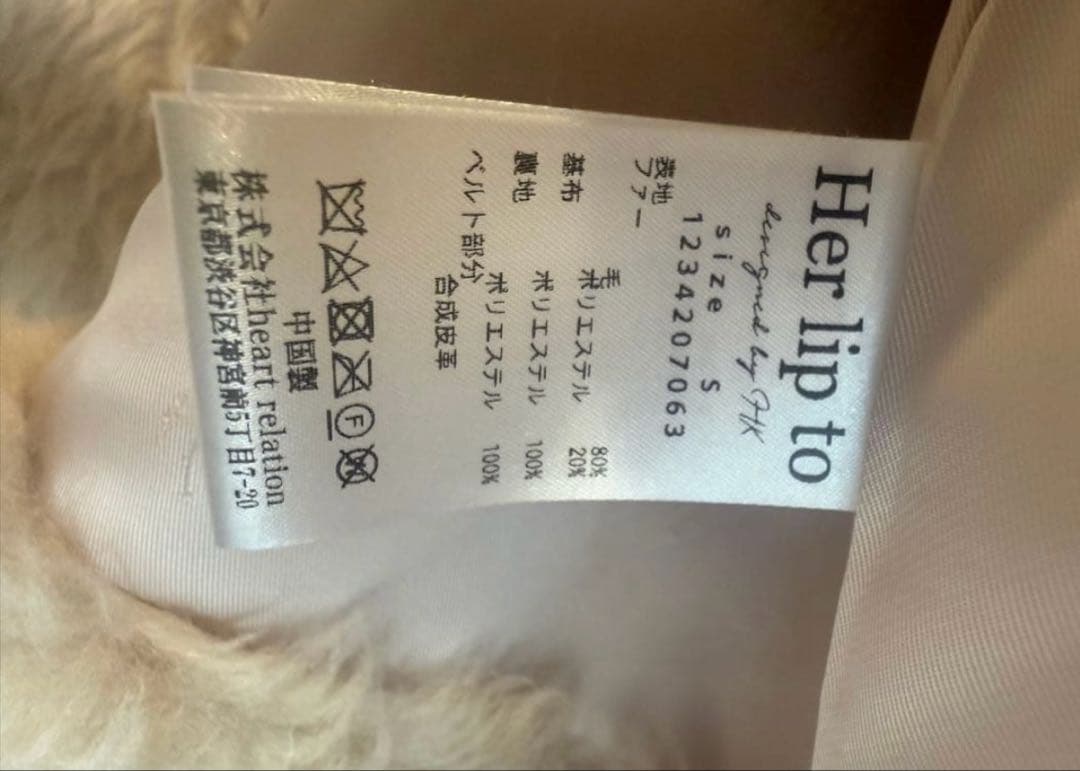 Her lip to
designed by HK
size S
1234207063
表地
ファー 毛 80%
ポリエステル 20%
基布 ポリエステル 100%
裏地 ポリエステル 100%
ベルト部分 合成皮革
F
中国製
株式会社heart relation
東京都渋谷区神宮前5丁目7-20